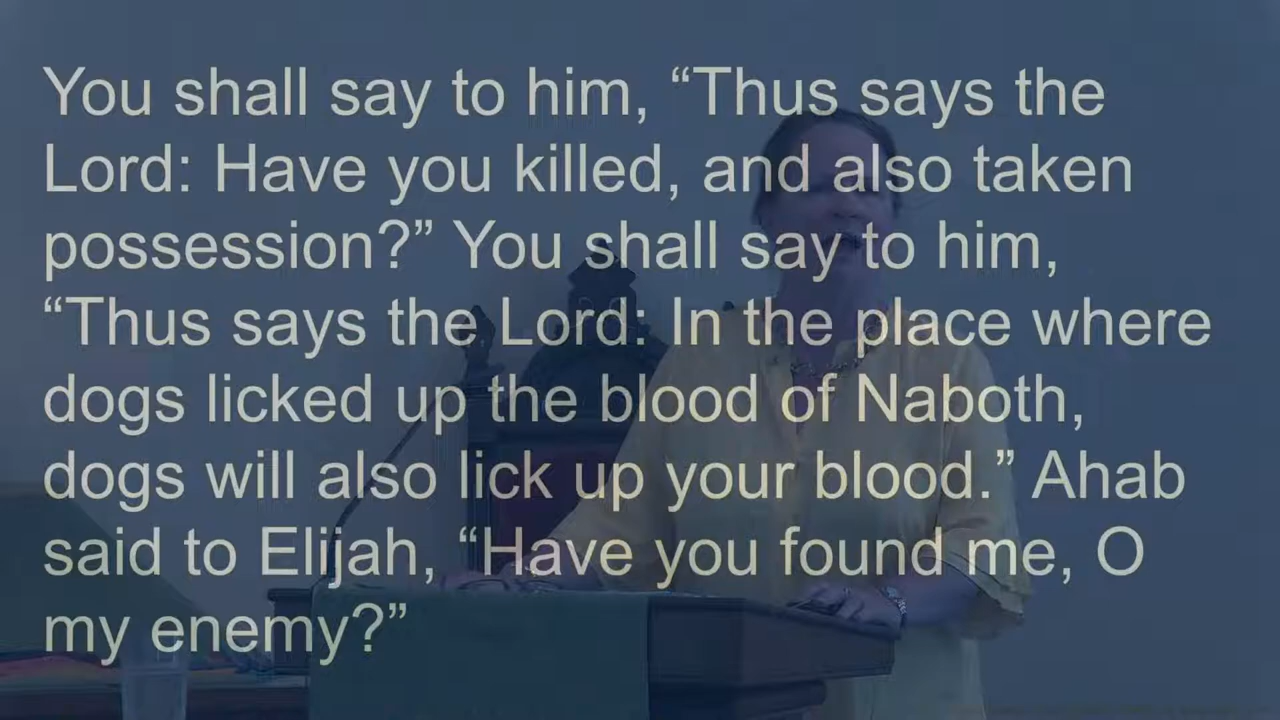 You shall say to him, “Thus says the
Lord: Have you killed, and also taken
possession?” You shall say to him,
“Thus says the Lord: In the place where
dogs licked up the blood of Naboth,
dogs will also lick up your blood.” Ahab
said to Elijah, “Have you found me, O
my enemy?”